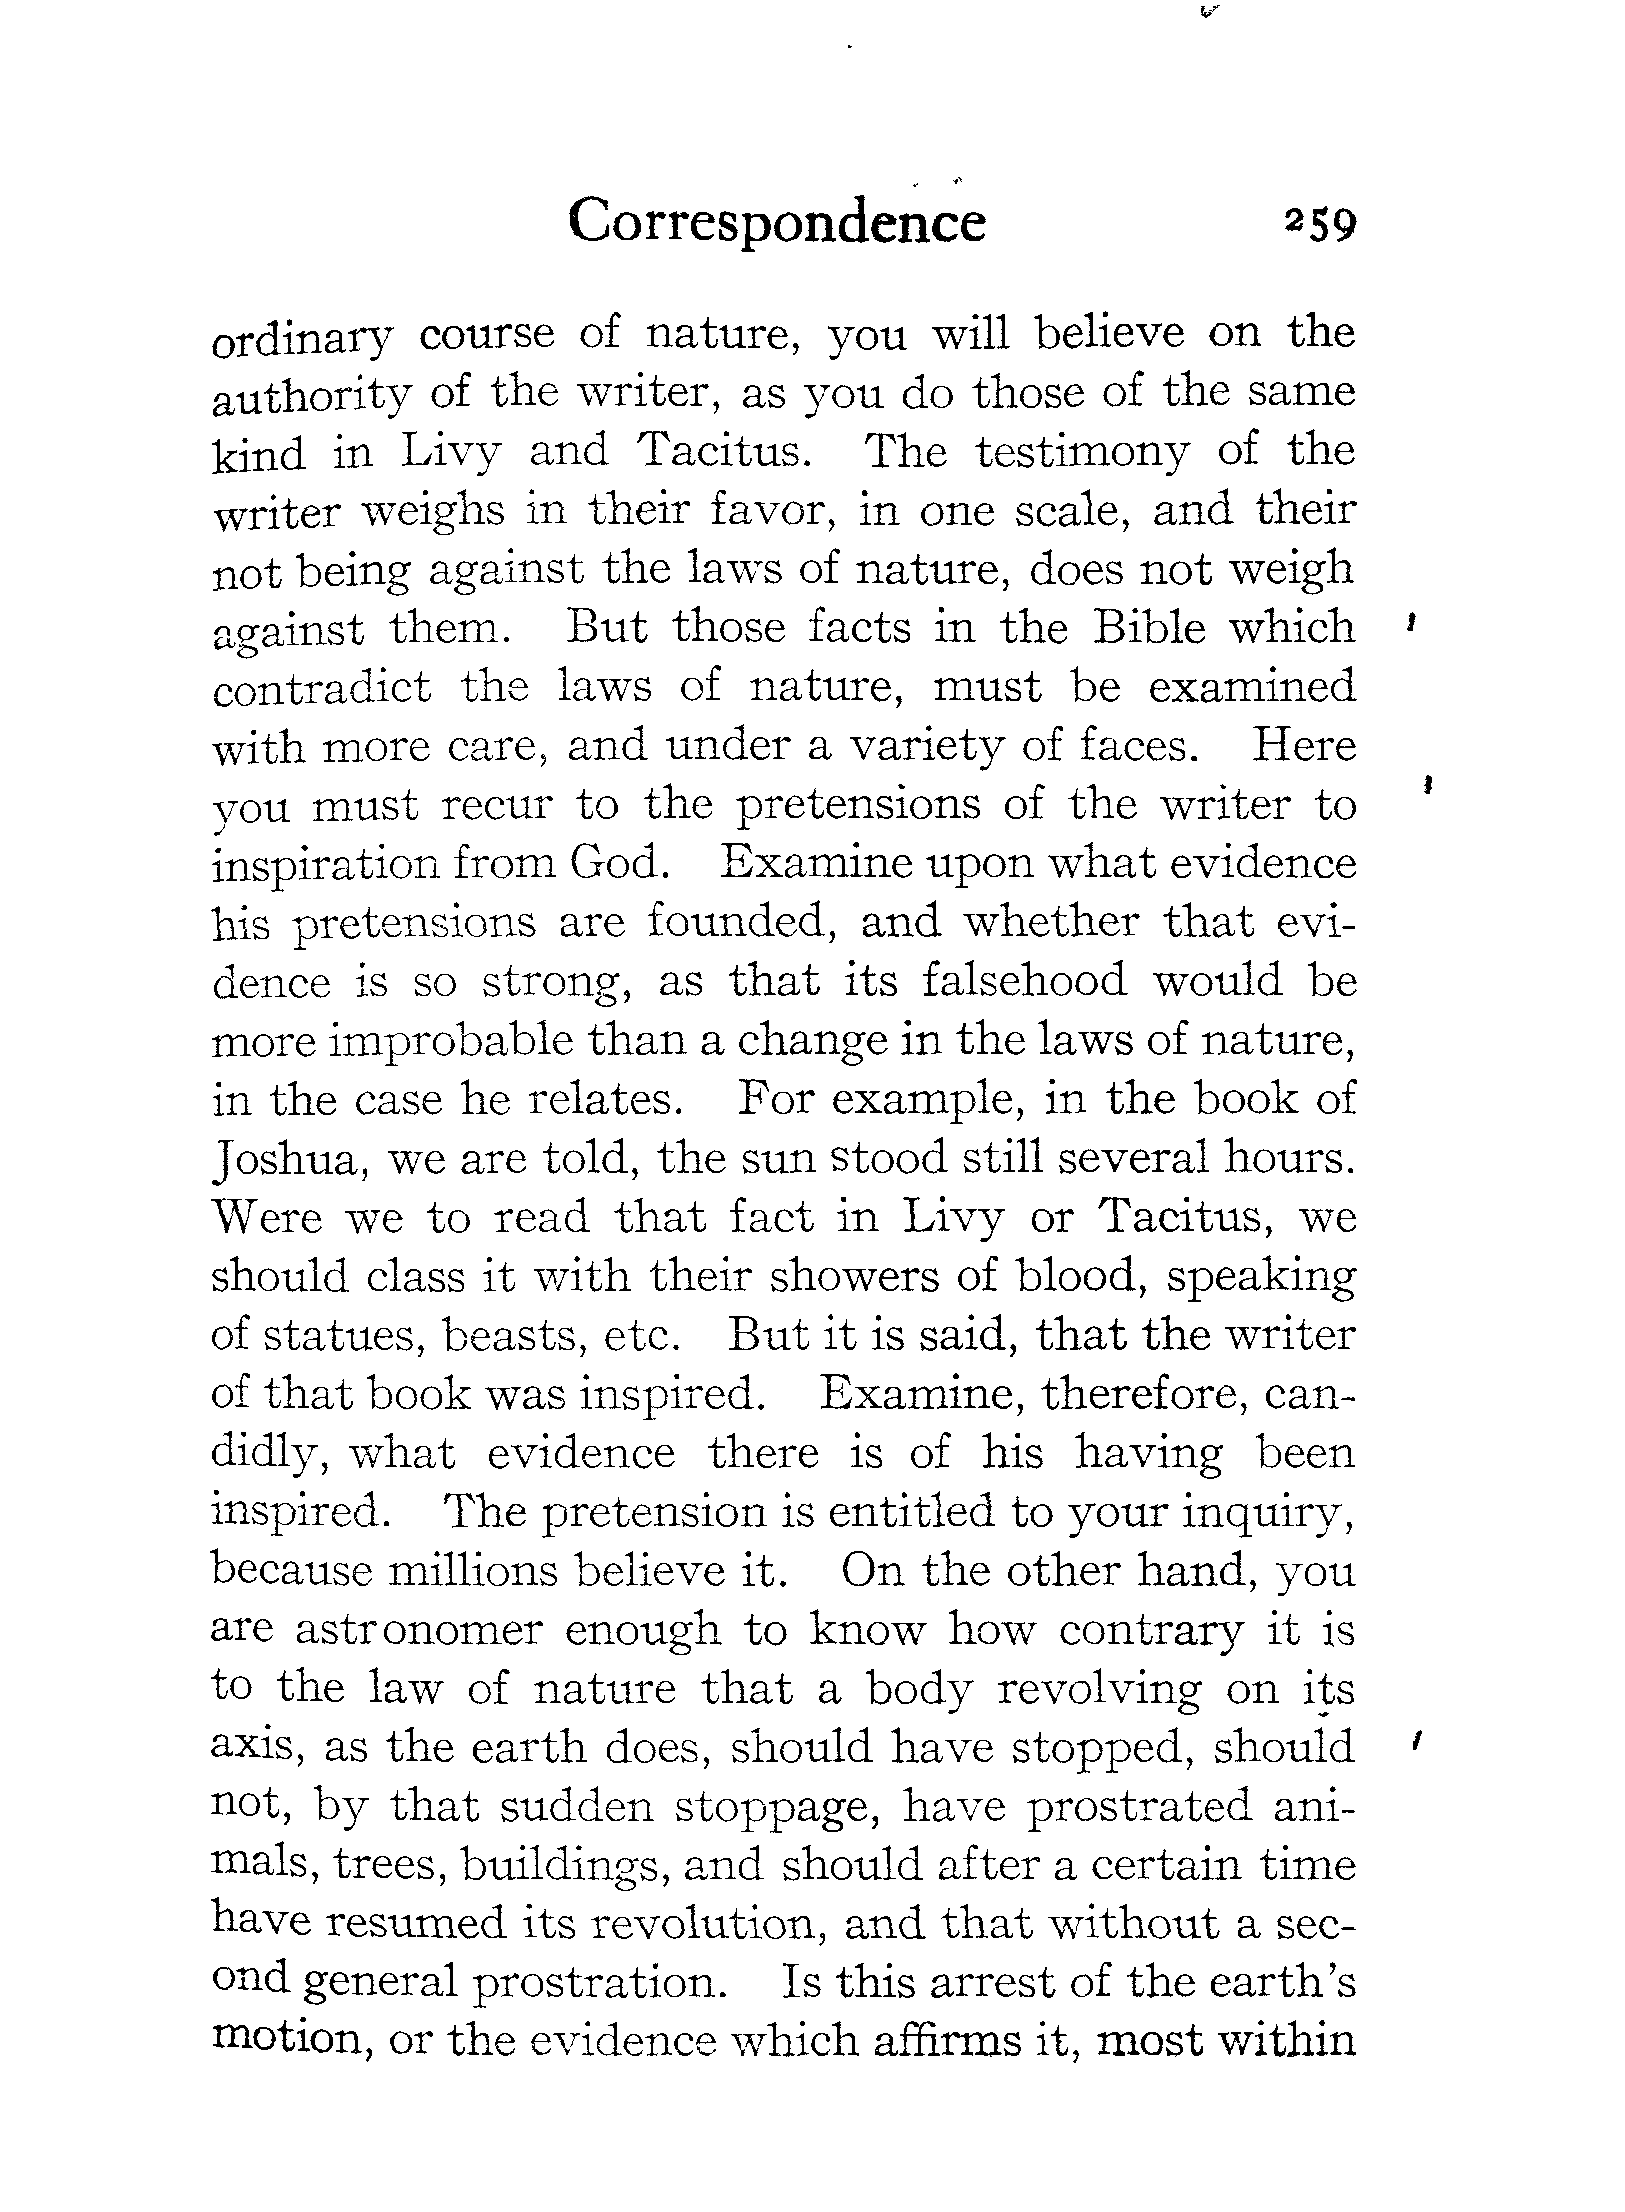 Correspondence 259
ordinary course of nature, you will believe on the
authority of the writer, as you do those of the same
kind in Livy and Tacitus. The testimony of the
writer weighs in their favor, in one scale, and their
not being against the laws of nature, does not weigh
against them. But those facts in the Bible which
contradict the laws of nature, must be examined
with more care, and under a variety of faces. Here
you must recur to the pretensions of the writer to
inspiration from God. Examine upon what evidence
his pretensions are founded, and whether that evi-
dence is so strong, as that its falsehood would be
more improbable than a change in the laws of nature,
in the case he relates. For example, in the book of
Joshua, we are told, the sun stood still several hours.
Were we to read that fact in Livy or Tacitus, we
should class it with their showers of blood, speaking
of statues, beasts, etc. But it is said, that the writer
of that book was inspired. Examine, therefore, can-
didly, what evidence there is of his having been
inspired. The pretension is entitled to your inquiry,
because millions believe it. On the other hand, you
are astronomer enough to know how contrary it is
to the law of nature that a body revolving on its
axis, as the earth does, should have stopped, should
not, by that sudden stoppage, have prostrated ani-
mals, trees, buildings, and should after a certain time
have resumed its revolution, and that without a sec-
ond general prostration. Is this arrest of the earth's
motion, or the evidence which affirms it, most within